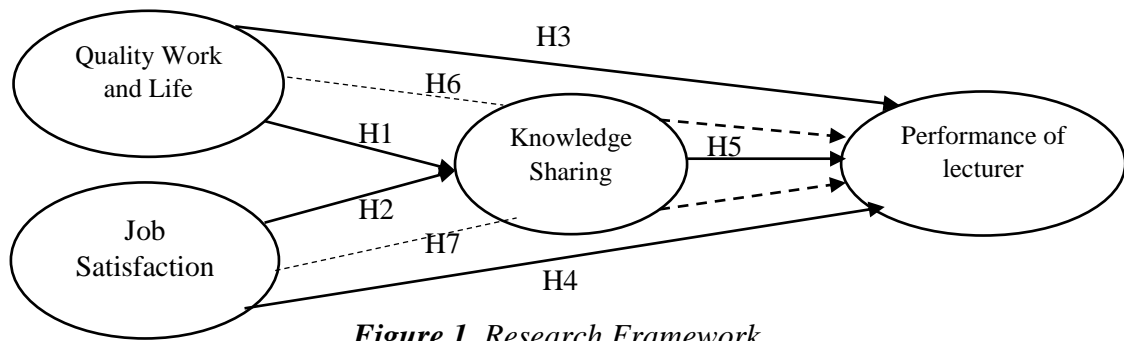 H3
Quality Work
and Life
H6
H1
Knowledge
Sharing
H5
Performance of
lecturer
H2
Job
Satisfaction
H7
H4
Figure 1. Research Framework